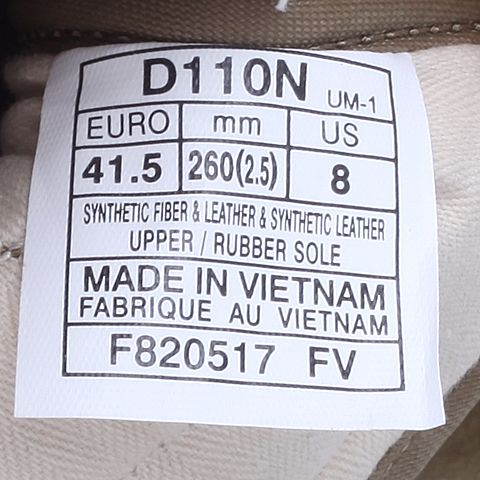 D110N UM-1
EURO mm US
41.5 260(2.5) 8
SYNTHETIC FIBER & LEATHER & SYNTHETIC LEATHER
UPPER / RUBBER SOLE
MADE IN VIETNAM
FABRIQUE AU VIETNAM
F820517 FV